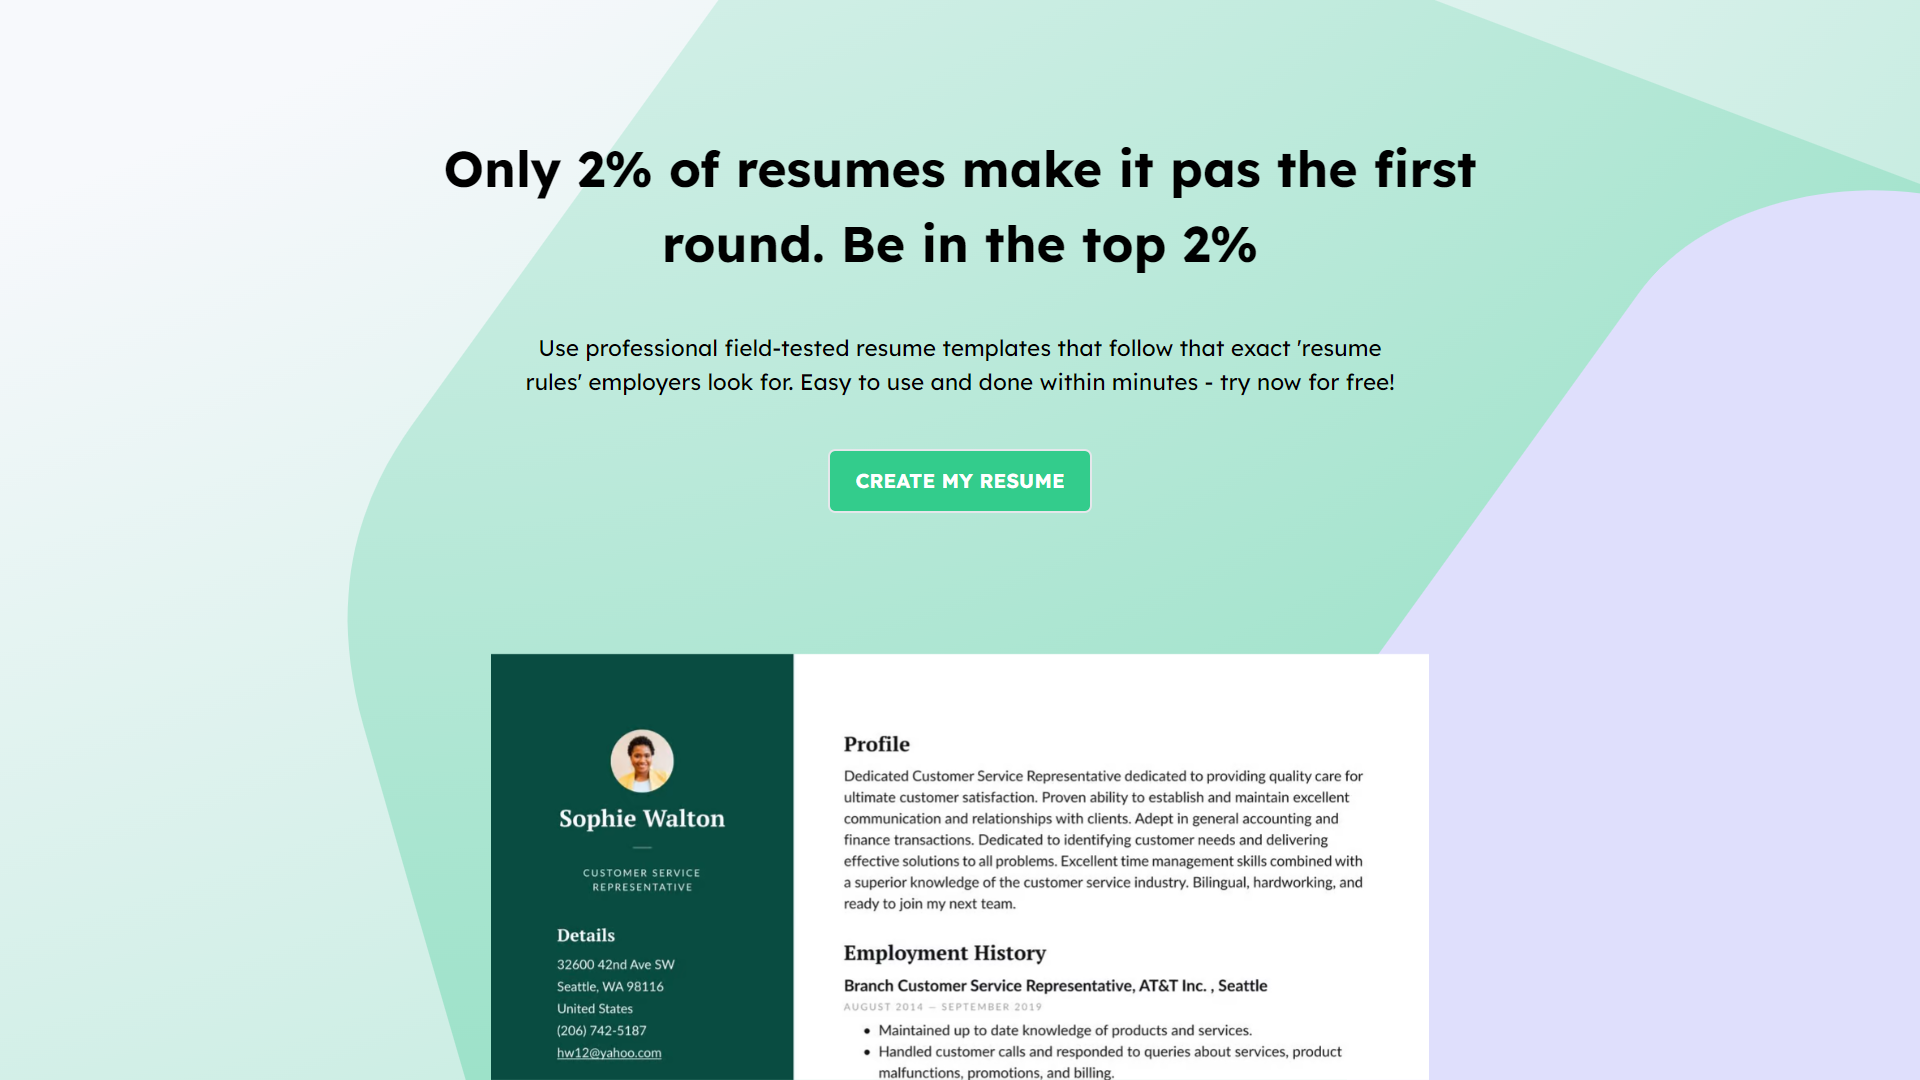 Only 2% of resumes make it pas the first
round. Be in the top 2%
Use professional field-tested resume templates that follow that exact 'resume
rules' employers look for. Easy to use and done within minutes - try now for free!
CREATE MY RESUME
Sophie Walton
CUSTOMER SERVICE
REPRESENTATIVE
Details
32600 42nd Ave SW
Seattle, WA 98116
United States
(206) 742-5187
hw12@yahoo.com
Profile
Dedicated Customer Service Representative dedicated to providing quality care for
ultimate customer satisfaction. Proven ability to establish and maintain excellent
communication and relationships with clients. Adept in general accounting and
finance transactions. Dedicated to identifying customer needs and delivering
effective solutions to all problems. Excellent time management skills combined with
a superior knowledge of the customer service industry. Bilingual, hardworking, and
ready to join my next team.
Employment History
Branch Customer Service Representative, AT&T Inc. , Seattle
AUGUST 2014 — SEPTEMBER 2019
• Maintained up to date knowledge of products and services.
• Handled customer calls and responded to queries about services, product
malfunctions, promotions, and billing.